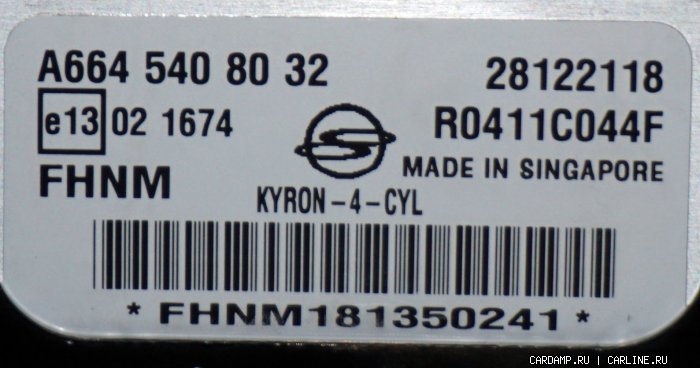 A664 540 80 32 28122118
e13 02 1674 R0411C044F
FHNM MADE IN SINGAPORE
KYRON-4-CYL
* FHNM181350241 *
CARDAMP.RU | CARLINE.RU